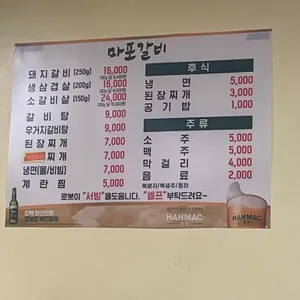 마포갈비
돼지갈비 (250g) 16,000
생삼겹살 (200g) 16,000
소갈비살 (150g) 24,000
갈비탕 9,000
우거지갈비탕 9,000
된장찌개 7,000
찌개 7,000
냉면(물/비빔) 7,000
계란찜 5,000
후식
냉면 5,000
된장찌개 3,000
공기밥 1,000
주류
소주 5,000
맥주 5,000
막걸리 4,000
음료 2,000
로봇이 "서빙"을도옵니다. "셀프"부탁드려요~
HANMAC
HANMAC